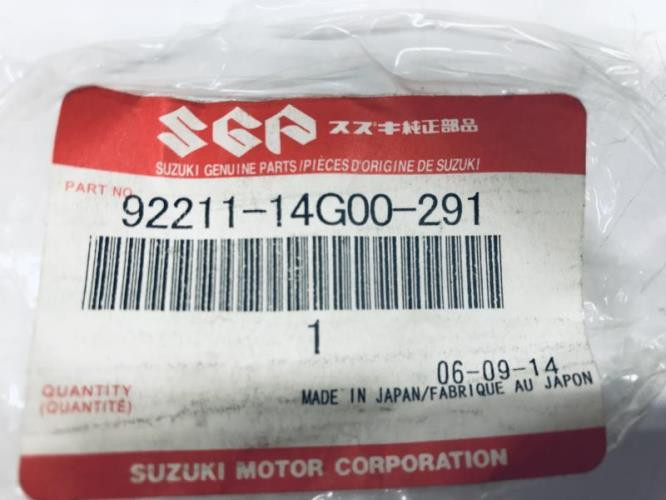 SGP スズキ純正部品
SUZUKI GENUINE PARTS/PIÈCES D'ORIGINE DE SUZUKI
PART NO.
92211-14G00-291
1
06-09-14
QUANTITY
(QUANTITÉ)
MADE IN JAPAN/FABRIQUE AU JAPON
SUZUKI MOTOR CORPORATION